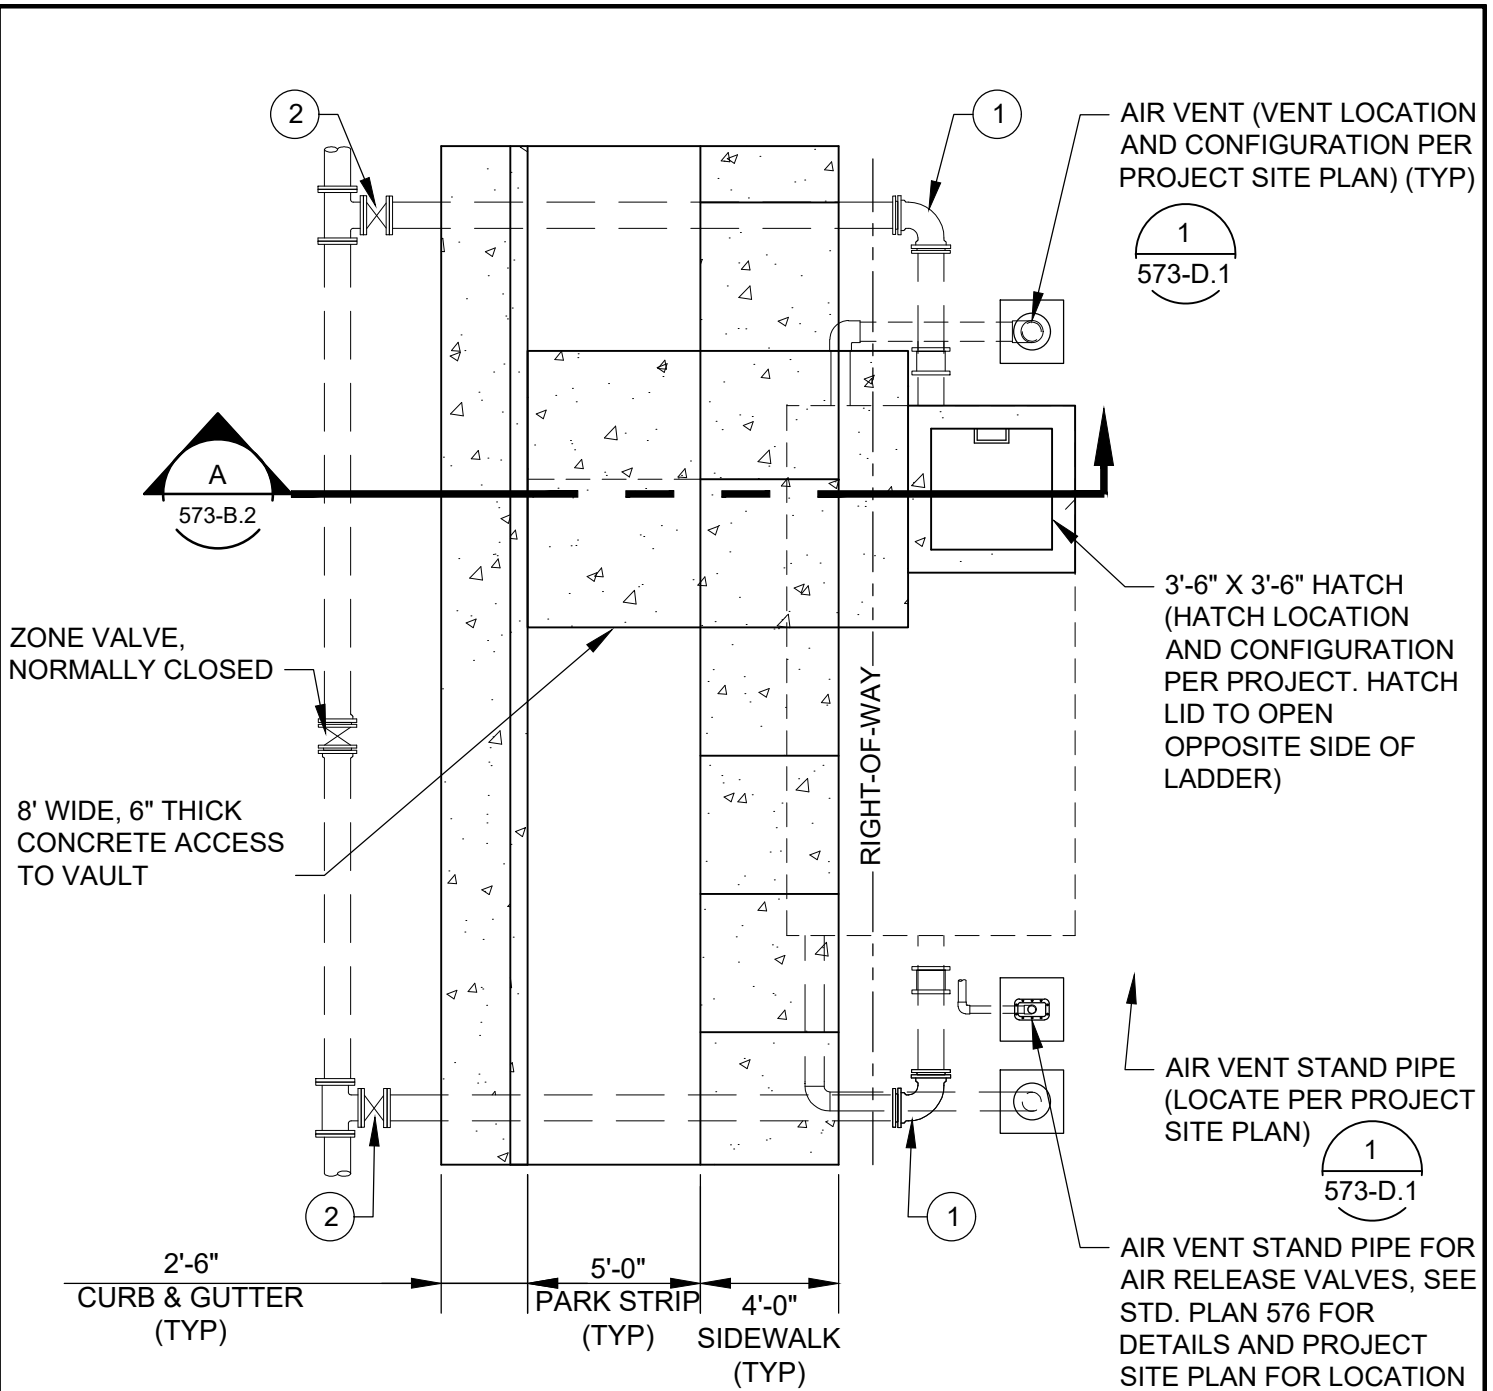 2
1
AIR VENT (VENT LOCATION
AND CONFIGURATION PER
PROJECT SITE PLAN) (TYP)
1
573-D.1
A
573-B.2
3'-6" X 3'-6" HATCH
(HATCH LOCATION
AND CONFIGURATION
PER PROJECT. HATCH
LID TO OPEN
OPPOSITE SIDE OF
LADDER)
ZONE VALVE,
NORMALLY CLOSED
RIGHT-OF-WAY
8' WIDE, 6" THICK
CONCRETE ACCESS
TO VAULT
AIR VENT STAND PIPE
(LOCATE PER PROJECT
SITE PLAN)
1
573-D.1
2
1
AIR VENT STAND PIPE FOR
AIR RELEASE VALVES, SEE
STD. PLAN 576 FOR
DETAILS AND PROJECT
SITE PLAN FOR LOCATION
2'-6"
CURB & GUTTER
(TYP)
5'-0"
PARK STRIP
(TYP)
4'-0"
SIDEWALK
(TYP)